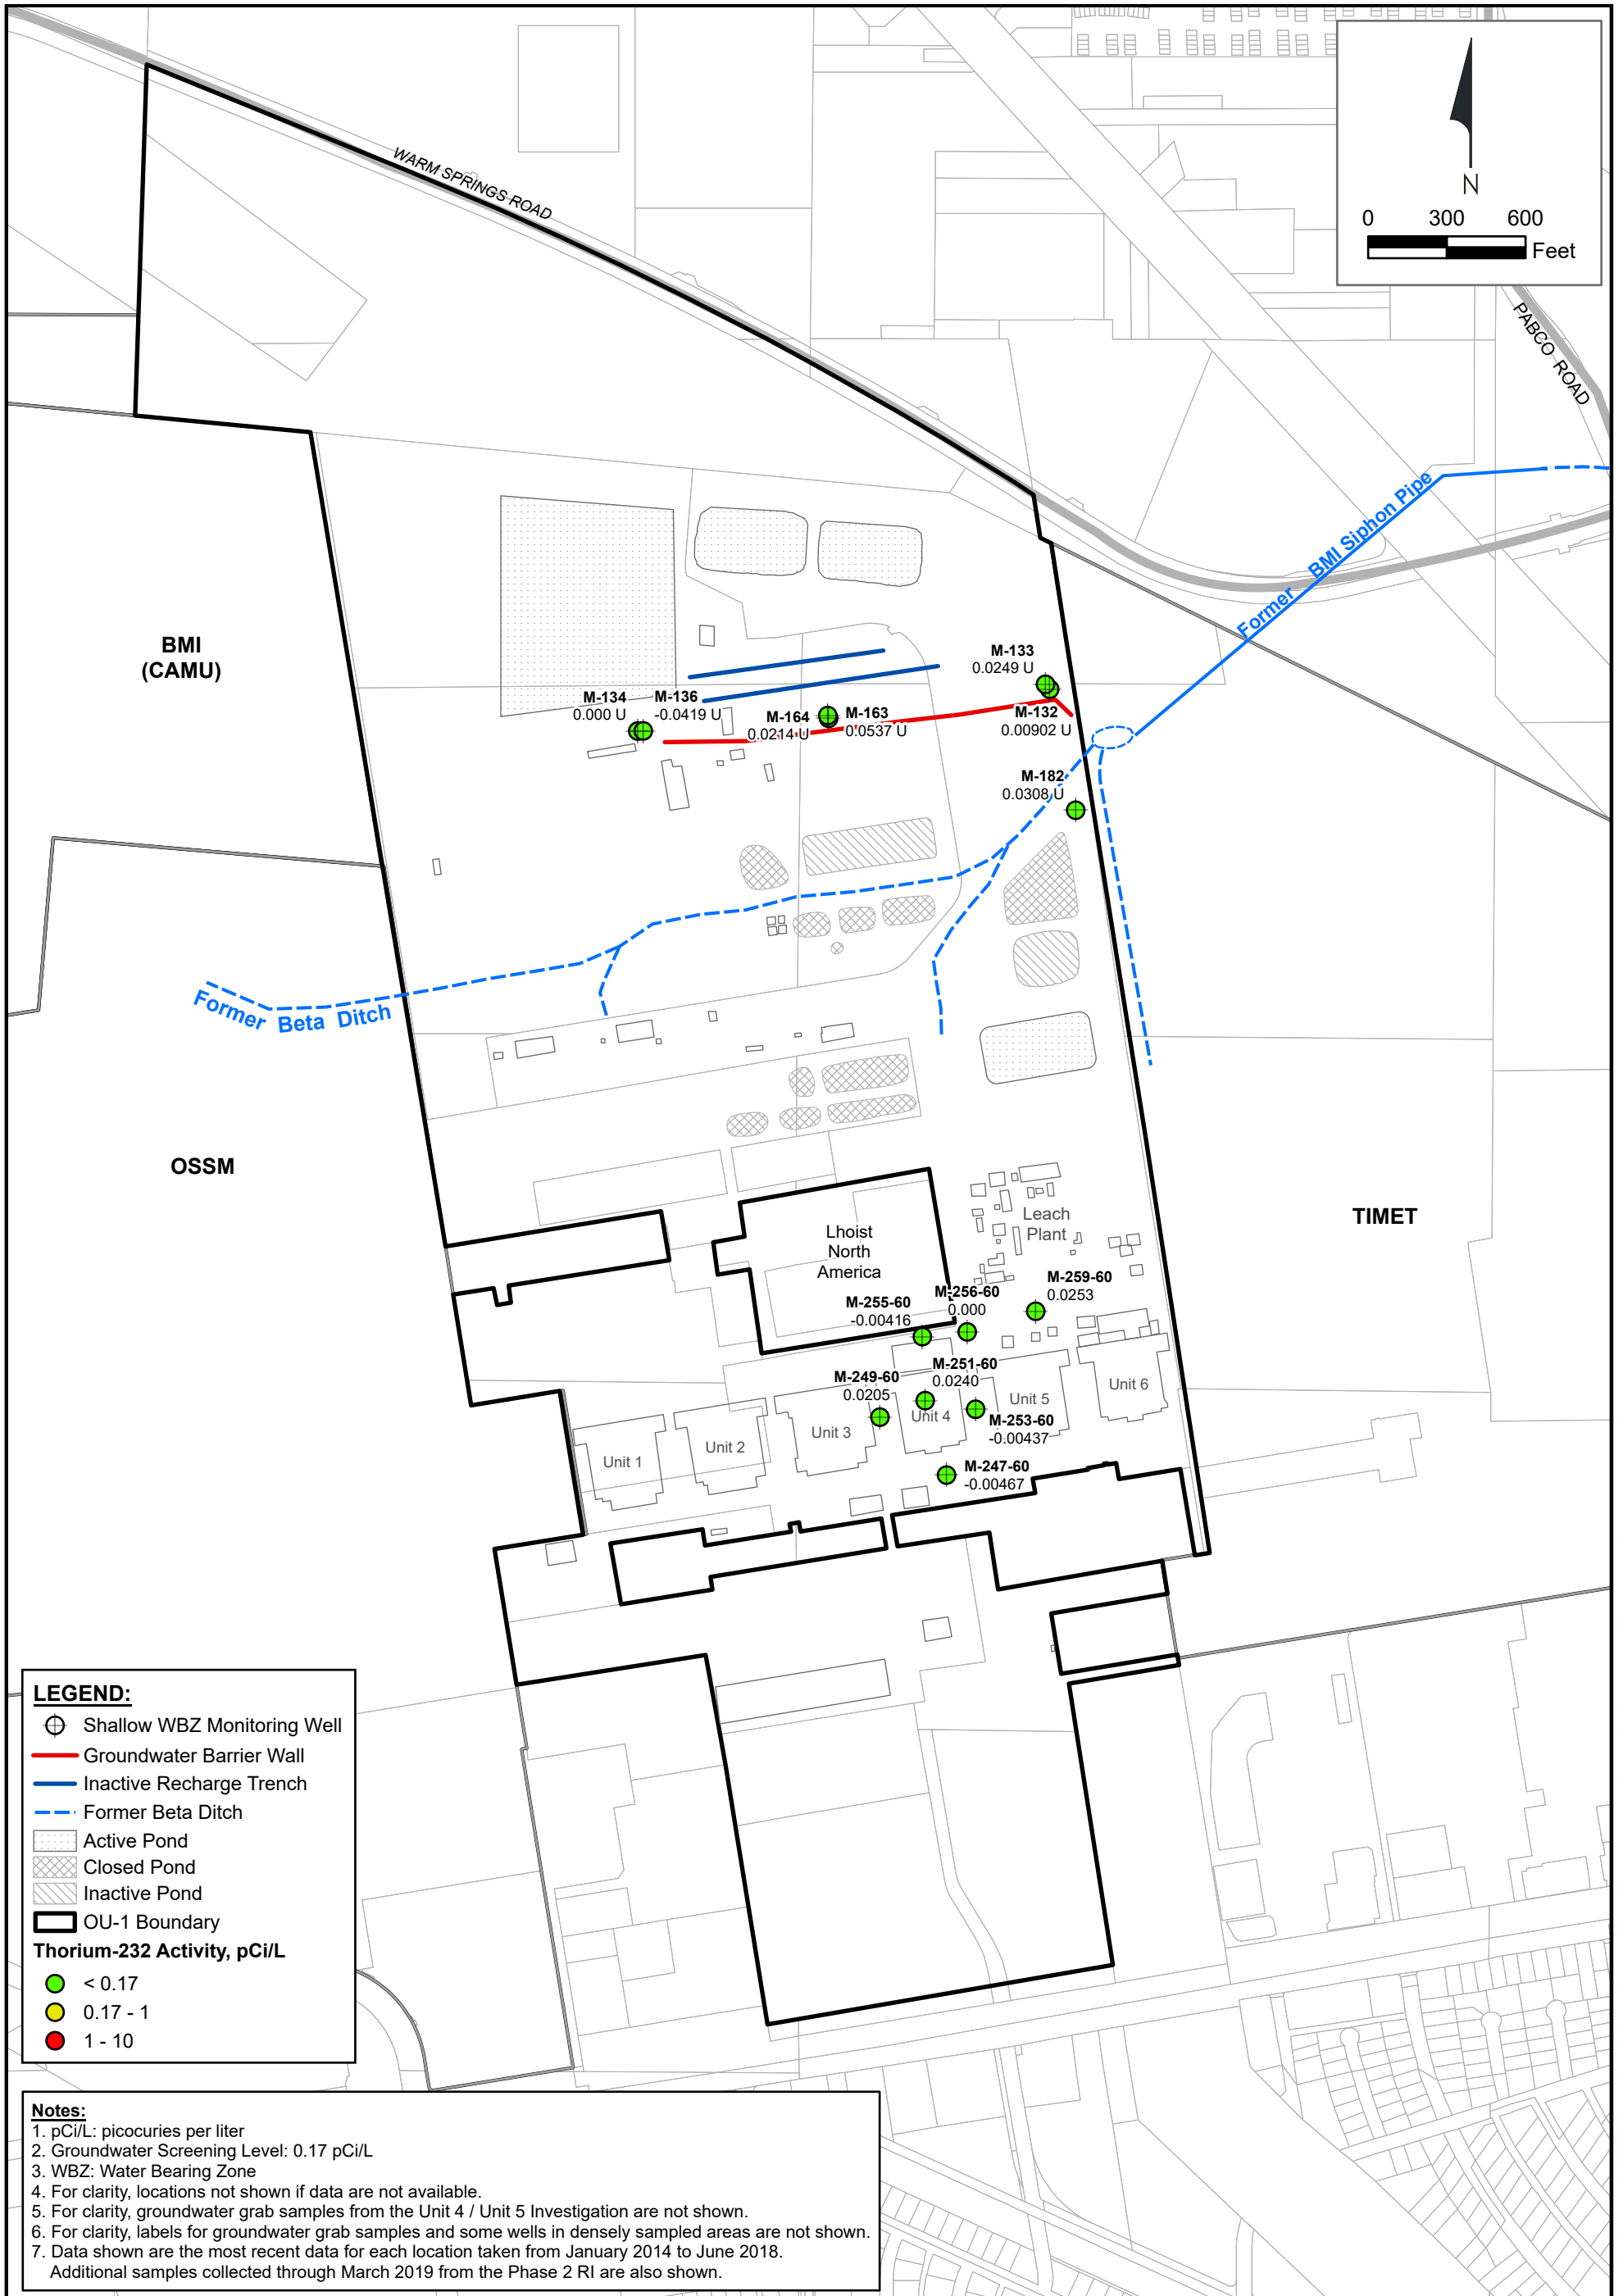 0 300 600
Feet
N
WARM SPRINGS ROAD
PABCO ROAD
Former BMI Siphon Pipe
BMI
(CAMU)
M-133
0.0249 U
M-134
0.000 U
M-136
-0.0419 U
M-164
0.0214 U
M-163
0.0537 U
M-132
0.00902 U
M-182
0.0308 U
Former Beta Ditch
OSSM
TIMET
Lhoist
North
America
Leach
Plant
M-259-60
0.0253
M-256-60
0.000
M-255-60
-0.00416
M-251-60
0.0240
M-249-60
0.0205
M-253-60
-0.00437
M-247-60
-0.00467
Unit 1
Unit 2
Unit 3
Unit 4
Unit 5
Unit 6
LEGEND:
Shallow WBZ Monitoring Well
Groundwater Barrier Wall
Inactive Recharge Trench
Former Beta Ditch
Active Pond
Closed Pond
Inactive Pond
OU-1 Boundary
Thorium-232 Activity, pCi/L
< 0.17
0.17 - 1
1 - 10
Notes:
1. pCi/L: picocuries per liter
2. Groundwater Screening Level: 0.17 pCi/L
3. WBZ: Water Bearing Zone
4. For clarity, locations not shown if data are not available.
5. For clarity, groundwater grab samples from the Unit 4 / Unit 5 Investigation are not shown.
6. For clarity, labels for groundwater grab samples and some wells in densely sampled areas are not shown.
7. Data shown are the most recent data for each location taken from January 2014 to June 2018.
Additional samples collected through March 2019 from the Phase 2 RI are also shown.